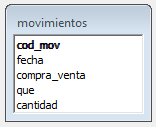 movimientos
cod_mov
fecha
compra_venta
que
cantidad